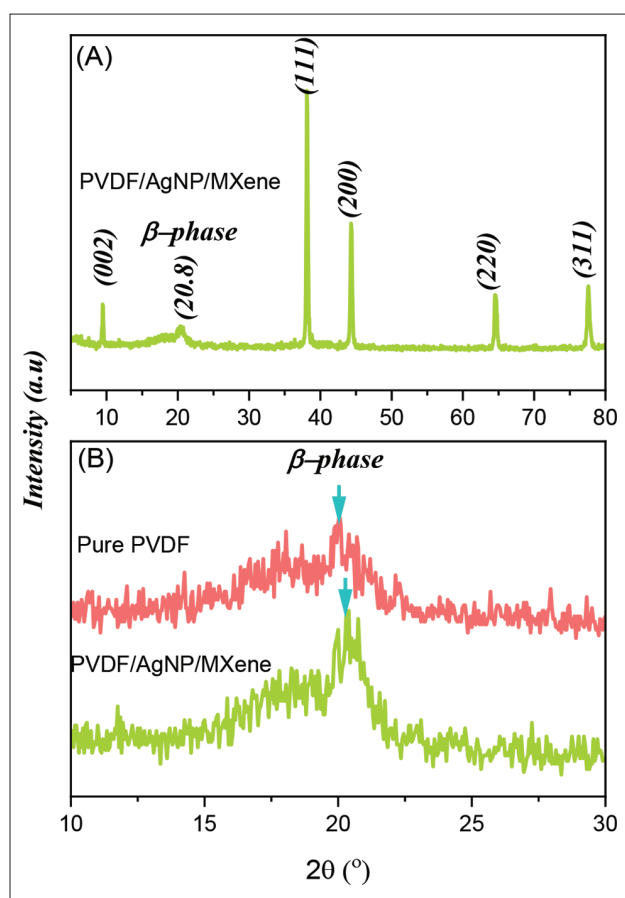 (A)
(111)
PVDF/AgNP/MXene
(200)
β–phase
(002)
(20.8)
(220)
(311)
10 20 30 40 50 60 70 80
Intensity (a.u)
(B)
β–phase
Pure PVDF
PVDF/AgNP/MXene
10 15 20 25 30
2θ (°)